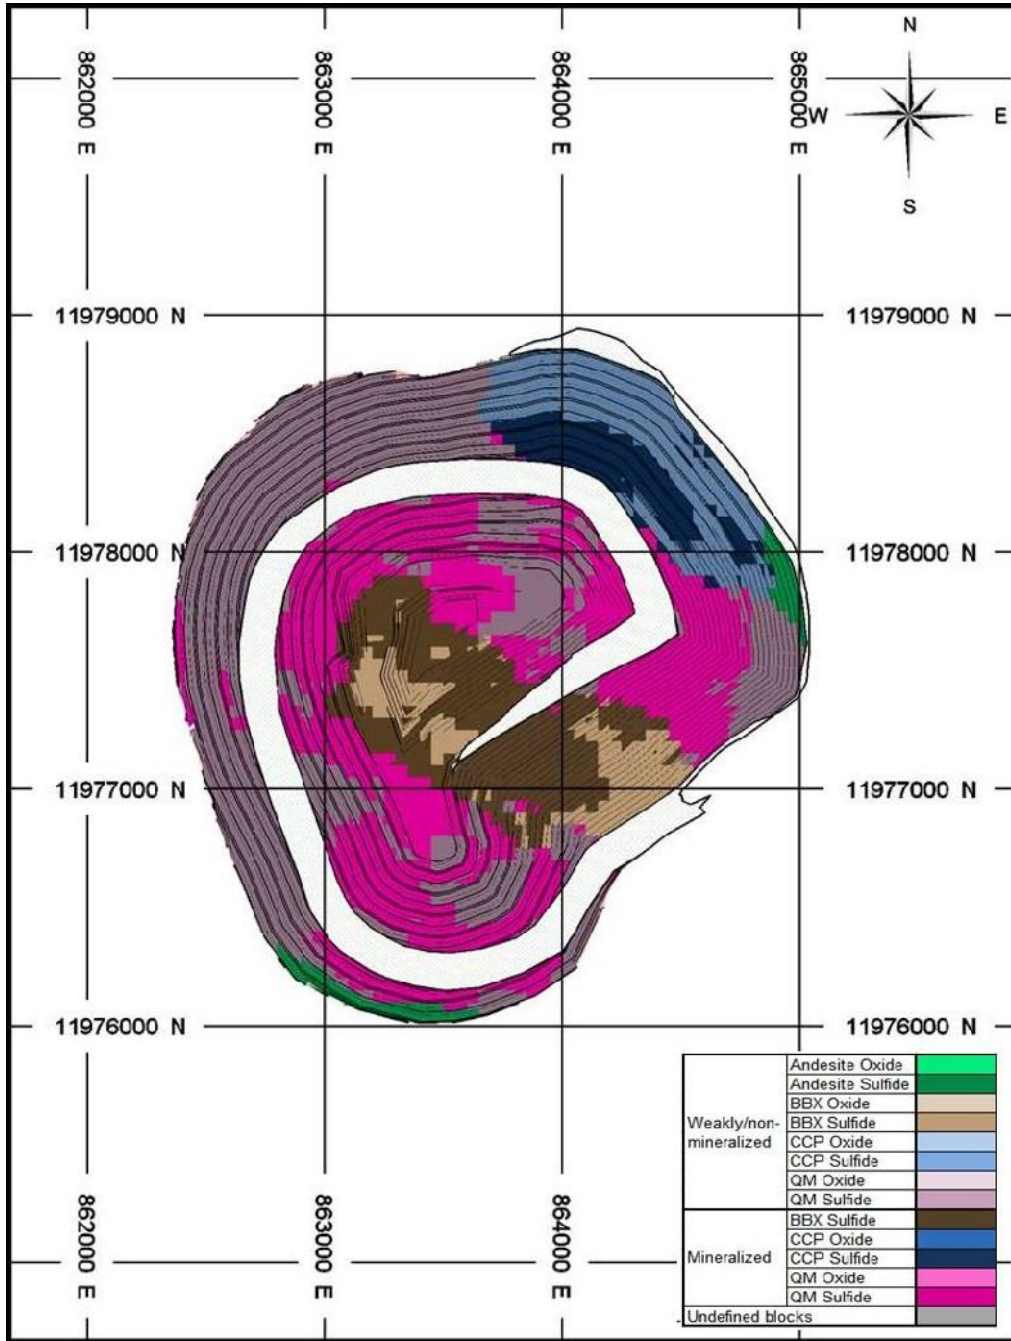 N
862000 E
863000 E
864000 E
865000 E
W
E
S
11979000 N
11979000 N
11978000 N
11978000 N
11977000 N
11977000 N
11976000 N
11976000 N
Weakly/non-
mineralized
Andesite Oxide
Andesite Sulfide
BBX Oxide
BBX Sulfide
CCP Oxide
CCP Sulfide
QM Oxide
QM Sulfide
Mineralized
BBX Sulfide
CCP Oxide
CCP Sulfide
QM Oxide
QM Sulfide
Undefined blocks
862000 E
863000 E
864000 E